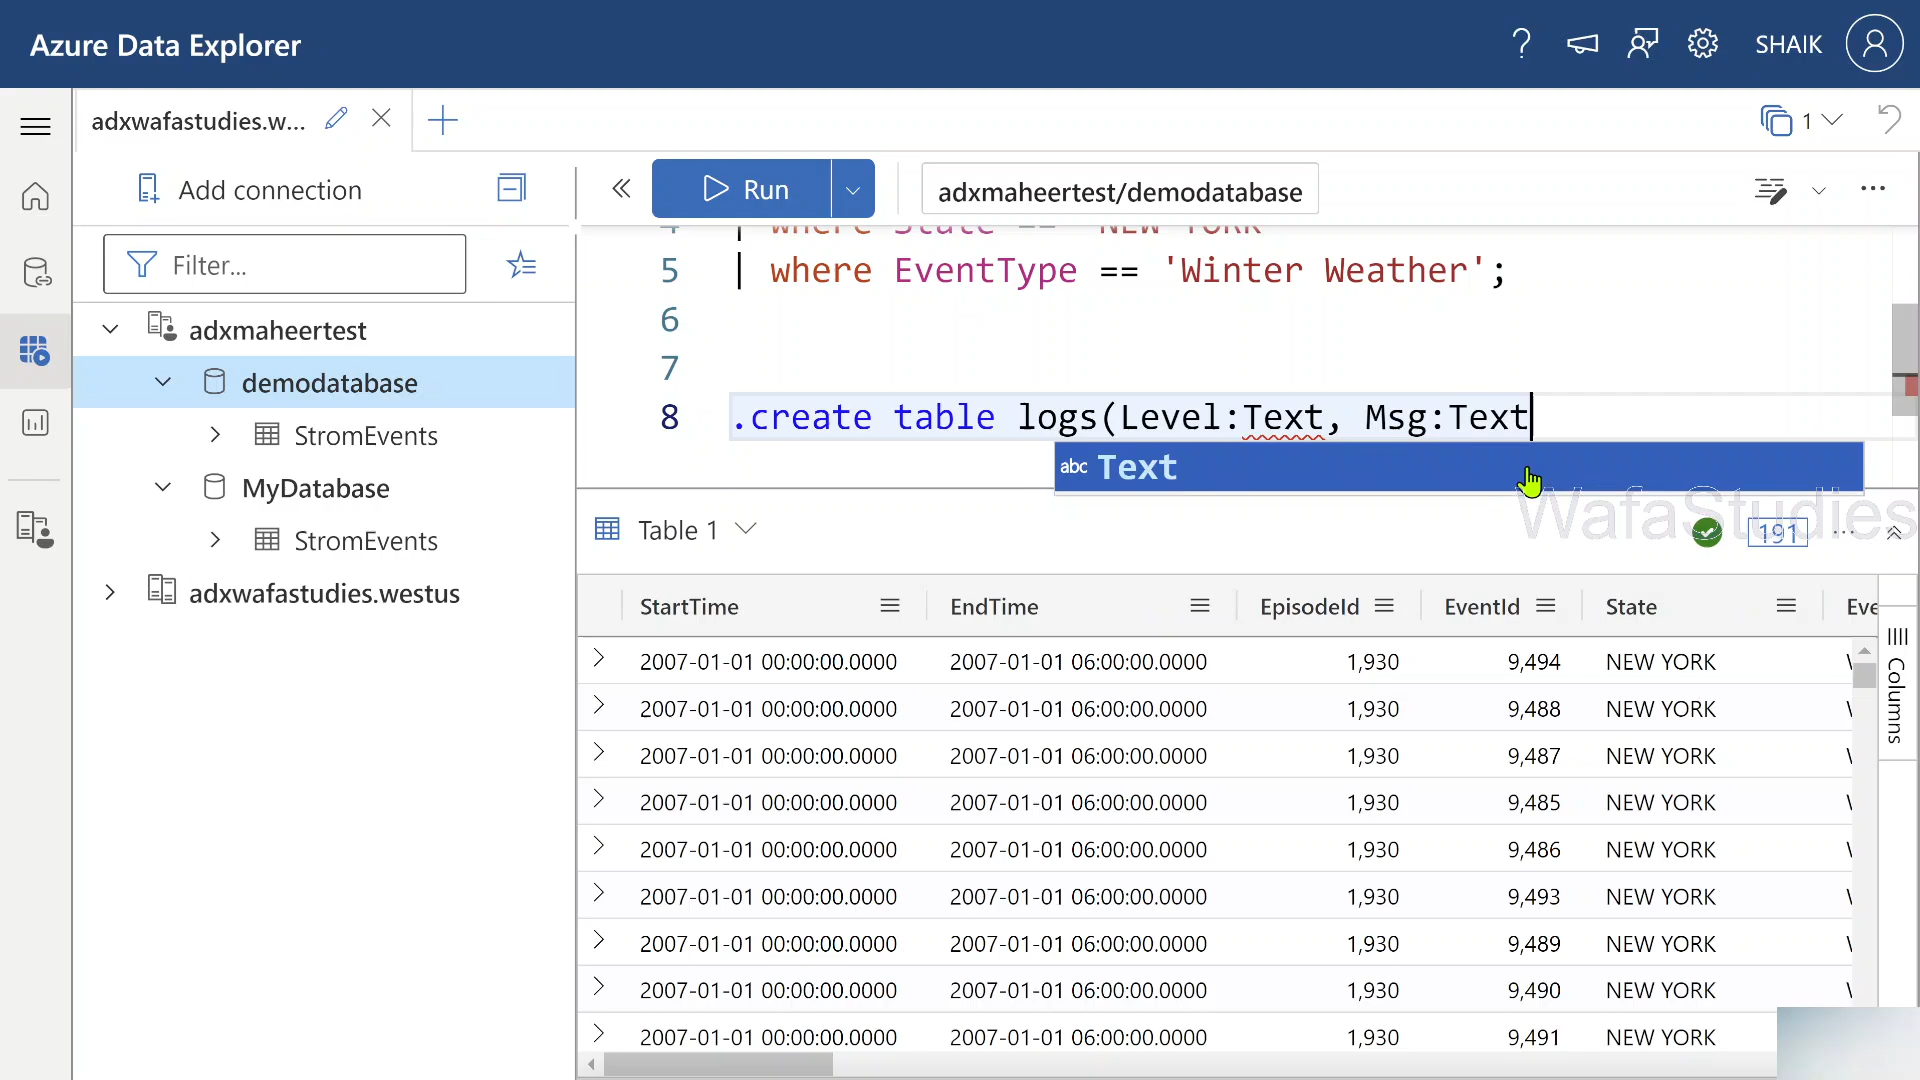 Azure Data Explorer
SHAIK
adxwafastudies.w...
1
Add connection
Run
adxmaheertest/demodatabase
Filter...
4 | where State == 'NEW YORK'
5 | where EventType == 'Winter Weather';
6
7
8 .create table logs(Level:Text, Msg:Text
abc Text
adxmaheertest
demodatabase
StromEvents
MyDatabase
StromEvents
adxwafastudies.westus
WafaStudies
Table 1
191
StartTime EndTime EpisodeId EventId State Eve
2007-01-01 00:00:00.0000 2007-01-01 06:00:00.0000 1,930 9,494 NEW YORK
2007-01-01 00:00:00.0000 2007-01-01 06:00:00.0000 1,930 9,488 NEW YORK
2007-01-01 00:00:00.0000 2007-01-01 06:00:00.0000 1,930 9,487 NEW YORK
2007-01-01 00:00:00.0000 2007-01-01 06:00:00.0000 1,930 9,485 NEW YORK
2007-01-01 00:00:00.0000 2007-01-01 06:00:00.0000 1,930 9,486 NEW YORK
2007-01-01 00:00:00.0000 2007-01-01 06:00:00.0000 1,930 9,493 NEW YORK
2007-01-01 00:00:00.0000 2007-01-01 06:00:00.0000 1,930 9,489 NEW YORK
2007-01-01 00:00:00.0000 2007-01-01 06:00:00.0000 1,930 9,490 NEW YORK
2007-01-01 00:00:00.0000 2007-01-01 06:00:00.0000 1,930 9,491 NEW YORK
Columns